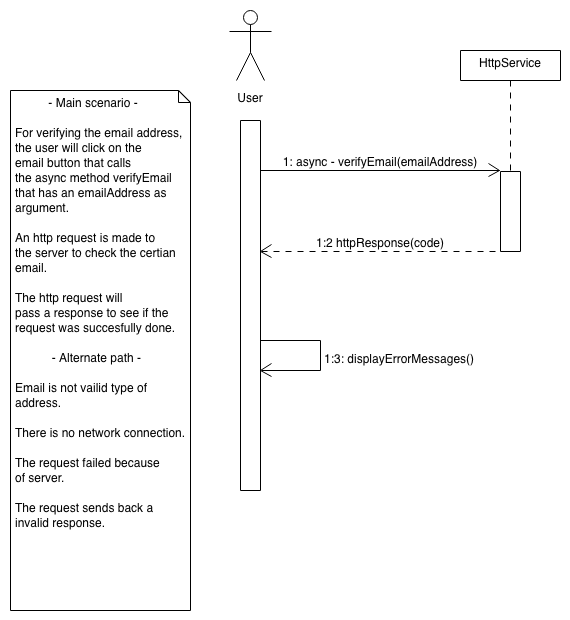 HttpService
User
- Main scenario -
For verifying the email address,
the user will click on the
email button that calls
the async method verifyEmail
that has an emailAddress as
argument.
An http request is made to
the server to check the certian
email.
The http request will
pass a response to see if the
request was succesfully done.
- Alternate path -
Email is not vailid type of
address.
There is no network connection.
The request failed because
of server.
The request sends back a
invalid response.
1: async - verifyEmail(emailAddress)
1:2 httpResponse(code)
1:3: displayErrorMessages()